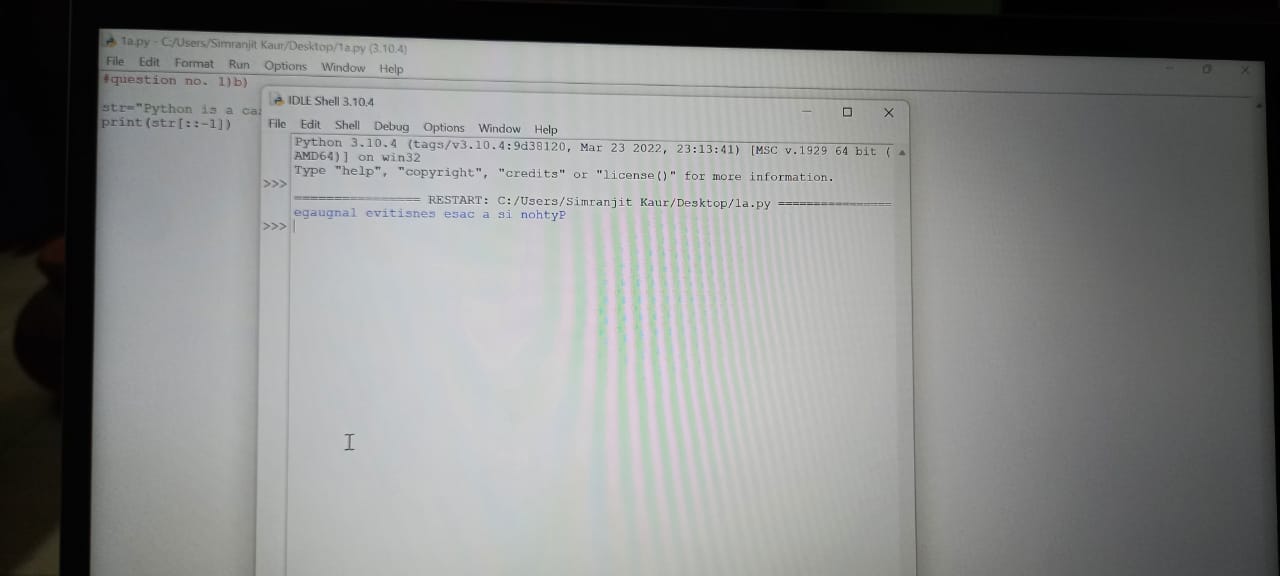 1a.py - C:/Users/Simranjit Kaur/Desktop/1a.py (3.10.4)
File Edit Format Run Options Window Help
#question no. 1)b)
str="Python is a ca
print(str[::-1])
IDLE Shell 3.10.4
File Edit Shell Debug Options Window Help
Python 3.10.4 (tags/v3.10.4:9d38120, Mar 23 2022, 23:13:41) [MSC v.1929 64 bit (
AMD64)] on win32
Type "help", "copyright", "credits" or "license()" for more information.
>>>
================ RESTART: C:/Users/Simranjit Kaur/Desktop/1a.py ================
egaugnal evitisnes esac a si nohtyP
>>>